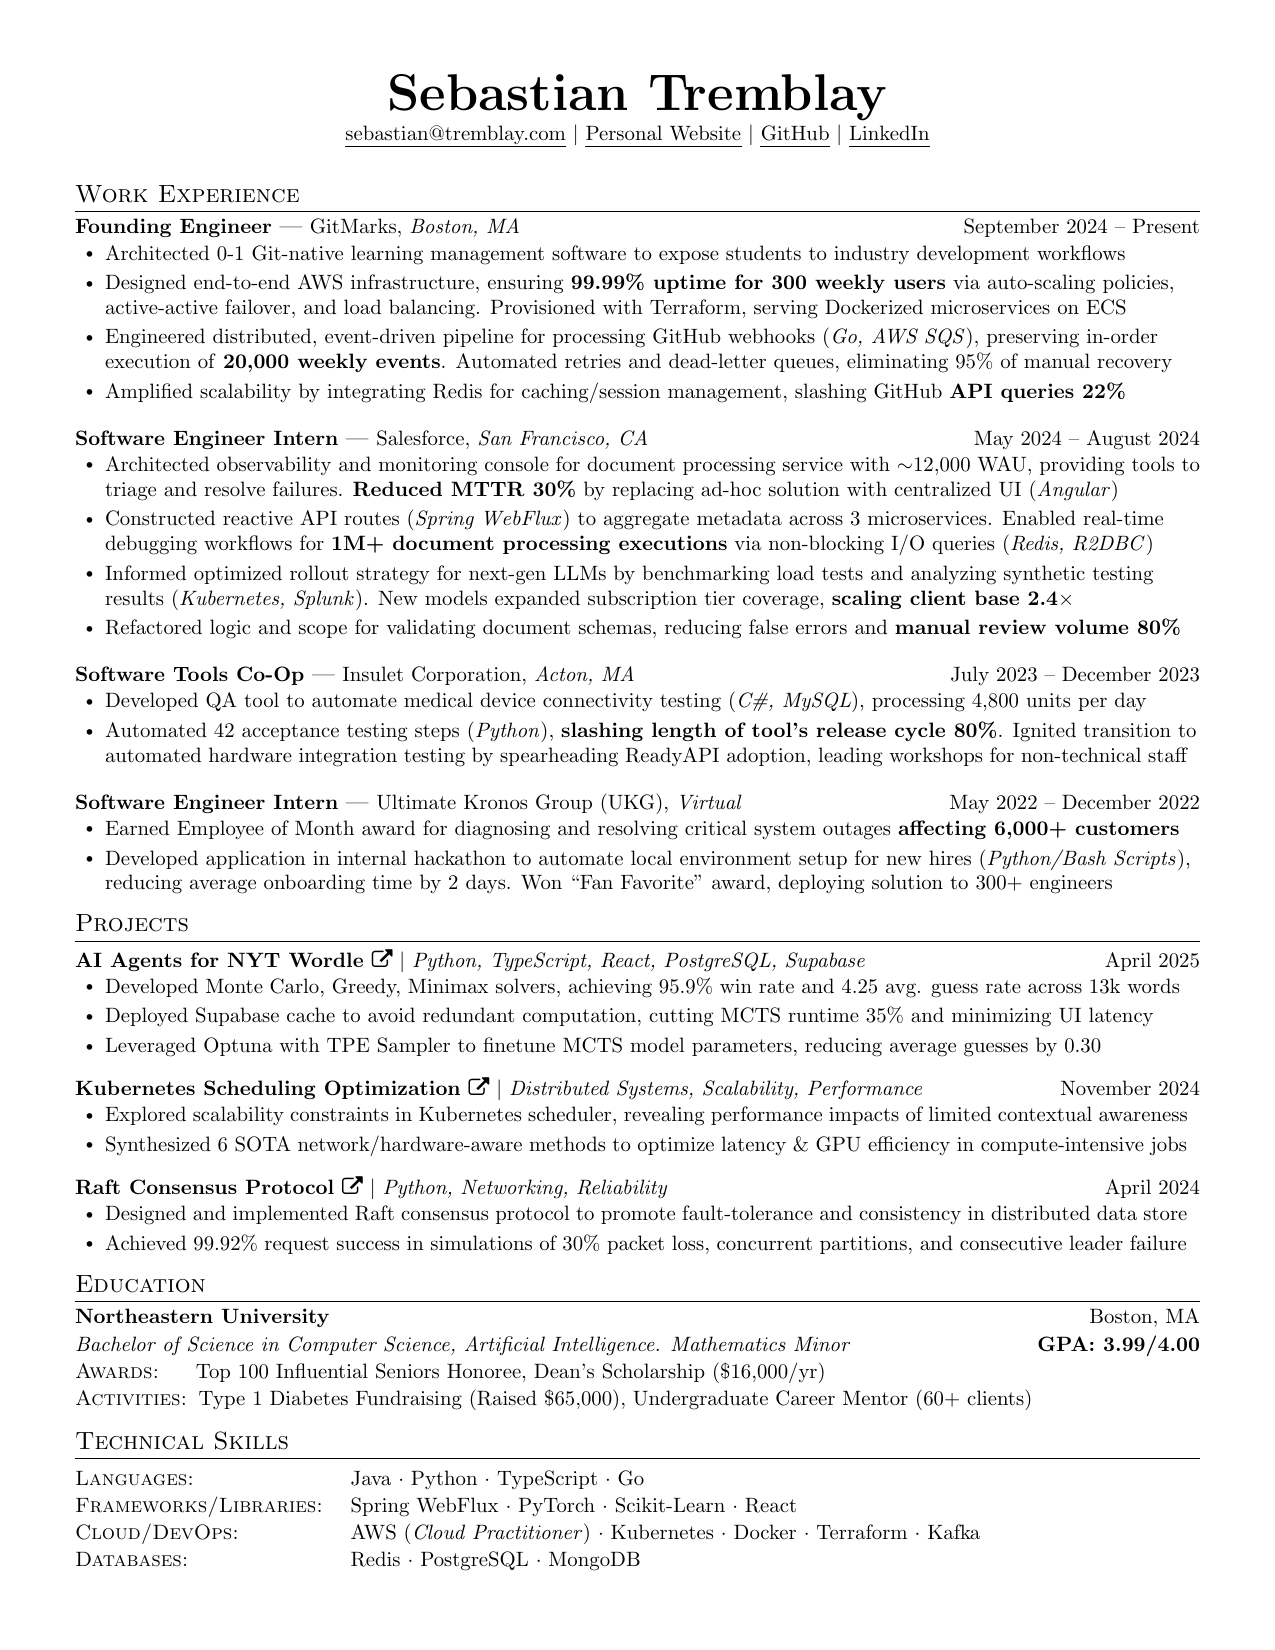 Sebastian Tremblay
sebastian@tremblay.com | Personal Website | GitHub | LinkedIn
Work Experience
Founding Engineer — GitMarks, Boston, MA September 2024 – Present
• Architected 0-1 Git-native learning management software to expose students to industry development workflows
• Designed end-to-end AWS infrastructure, ensuring 99.99% uptime for 300 weekly users via auto-scaling policies,
active-active failover, and load balancing. Provisioned with Terraform, serving Dockerized microservices on ECS
• Engineered distributed, event-driven pipeline for processing GitHub webhooks (Go, AWS SQS), preserving in-order
execution of 20,000 weekly events. Automated retries and dead-letter queues, eliminating 95% of manual recovery
• Amplified scalability by integrating Redis for caching/session management, slashing GitHub API queries 22%
Software Engineer Intern — Salesforce, San Francisco, CA May 2024 – August 2024
• Architected observability and monitoring console for document processing service with ~12,000 WAU, providing tools to
triage and resolve failures. Reduced MTTR 30% by replacing ad-hoc solution with centralized UI (Angular)
• Constructed reactive API routes (Spring WebFlux) to aggregate metadata across 3 microservices. Enabled real-time
debugging workflows for 1M+ document processing executions via non-blocking I/O queries (Redis, R2DBC)
• Informed optimized rollout strategy for next-gen LLMs by benchmarking load tests and analyzing synthetic testing
results (Kubernetes, Splunk). New models expanded subscription tier coverage, scaling client base 2.4×
• Refactored logic and scope for validating document schemas, reducing false errors and manual review volume 80%
Software Tools Co-Op — Insulet Corporation, Acton, MA July 2023 – December 2023
• Developed QA tool to automate medical device connectivity testing (C#, MySQL), processing 4,800 units per day
• Automated 42 acceptance testing steps (Python), slashing length of tool's release cycle 80%. Ignited transition to
automated hardware integration testing by spearheading ReadyAPI adoption, leading workshops for non-technical staff
Software Engineer Intern — Ultimate Kronos Group (UKG), Virtual May 2022 – December 2022
• Earned Employee of Month award for diagnosing and resolving critical system outages affecting 6,000+ customers
• Developed application in internal hackathon to automate local environment setup for new hires (Python/Bash Scripts),
reducing average onboarding time by 2 days. Won “Fan Favorite” award, deploying solution to 300+ engineers
Projects
AI Agents for NYT Wordle | Python, TypeScript, React, PostgreSQL, Supabase April 2025
• Developed Monte Carlo, Greedy, Minimax solvers, achieving 95.9% win rate and 4.25 avg. guess rate across 13k words
• Deployed Supabase cache to avoid redundant computation, cutting MCTS runtime 35% and minimizing UI latency
• Leveraged Optuna with TPE Sampler to finetune MCTS model parameters, reducing average guesses by 0.30
Kubernetes Scheduling Optimization | Distributed Systems, Scalability, Performance November 2024
• Explored scalability constraints in Kubernetes scheduler, revealing performance impacts of limited contextual awareness
• Synthesized 6 SOTA network/hardware-aware methods to optimize latency & GPU efficiency in compute-intensive jobs
Raft Consensus Protocol | Python, Networking, Reliability April 2024
• Designed and implemented Raft consensus protocol to promote fault-tolerance and consistency in distributed data store
• Achieved 99.92% request success in simulations of 30% packet loss, concurrent partitions, and consecutive leader failure
Education
Northeastern University Boston, MA
Bachelor of Science in Computer Science, Artificial Intelligence. Mathematics Minor GPA: 3.99/4.00
Awards: Top 100 Influential Seniors Honoree, Dean's Scholarship ($16,000/yr)
Activities: Type 1 Diabetes Fundraising (Raised $65,000), Undergraduate Career Mentor (60+ clients)
Technical Skills
Languages: Java · Python · TypeScript · Go
Frameworks/Libraries: Spring WebFlux · PyTorch · Scikit-Learn · React
Cloud/DevOps: AWS (Cloud Practitioner) · Kubernetes · Docker · Terraform · Kafka
Databases: Redis · PostgreSQL · MongoDB